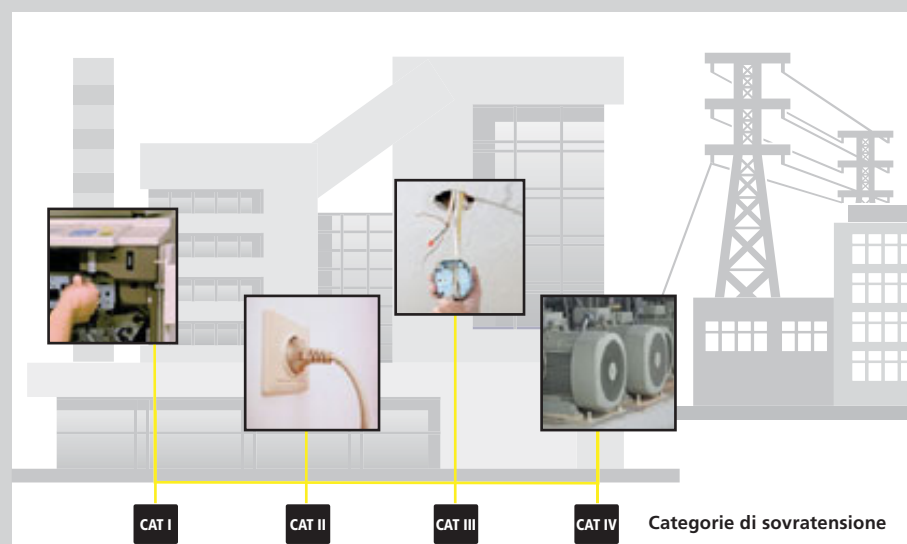 CAT I
CAT II
CAT III
CAT IV
Categorie di sovratensione